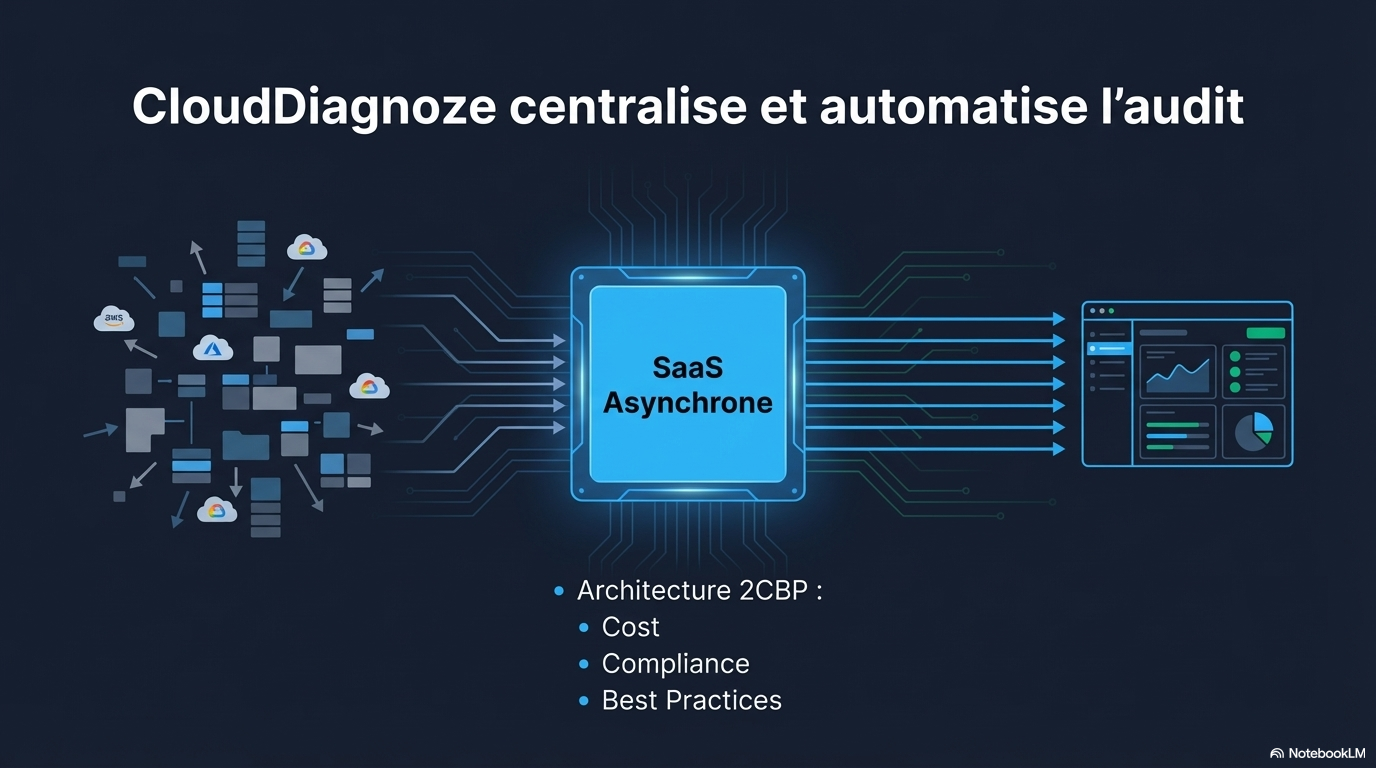 CloudDiagnoze centralise et automatise l’audit
aws
SaaS
Asynchrone
• Architecture 2CBP :
• Cost
• Compliance
• Best Practices
NotebookLM